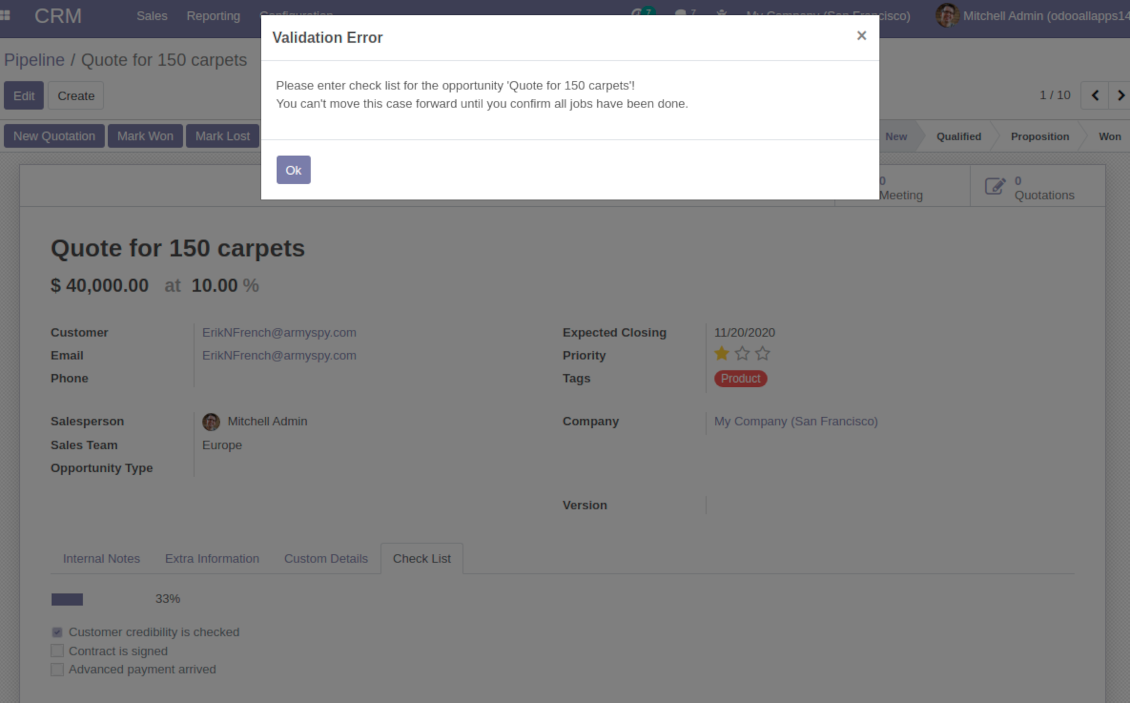 CRM Sales Reporting Configuration 7 7 My Company (San Francisco) Mitchell Admin (odooallapps14
Validation Error ×
Pipeline / Quote for 150 carpets
Please enter check list for the opportunity 'Quote for 150 carpets'!
You can't move this case forward until you confirm all jobs have been done.
Edit Create 1 / 10
New Quotation Mark Won Mark Lost New Qualified Proposition Won
Ok
0 Meeting
0 Quotations
Quote for 150 carpets
$ 40,000.00 at 10.00 %
Customer ErikNFrench@armyspy.com Expected Closing 11/20/2020
Email ErikNFrench@armyspy.com Priority
Phone Tags Product
Salesperson Mitchell Admin Company My Company (San Francisco)
Sales Team Europe
Opportunity Type
Version
Internal Notes Extra Information Custom Details Check List
33%
Customer credibility is checked
Contract is signed
Advanced payment arrived